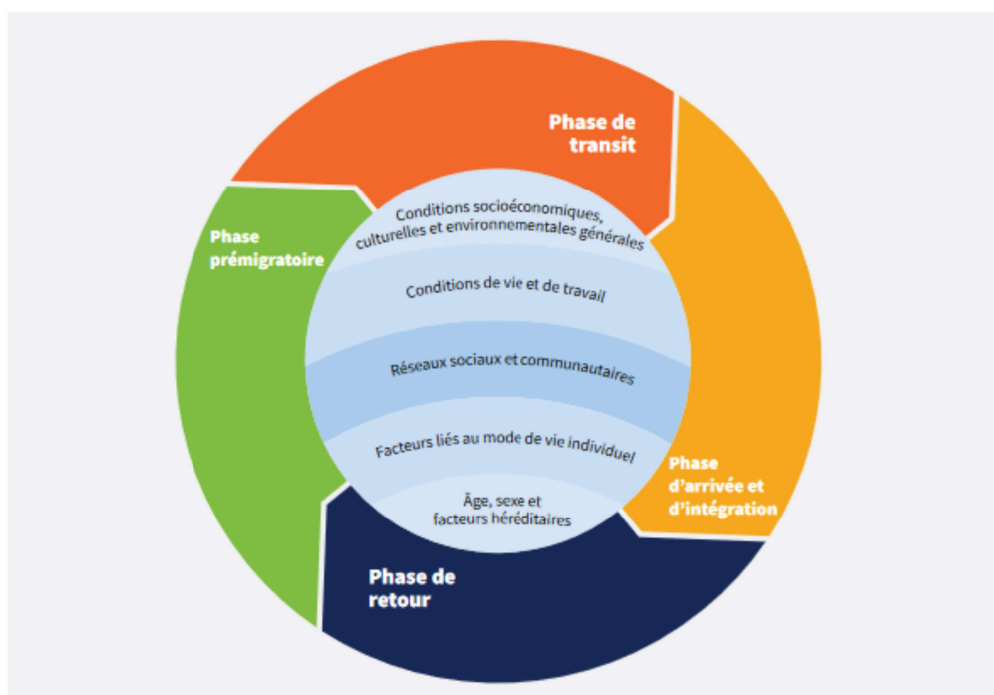 Phase de
transit
Phase
prémigratoire
Conditions socioéconomiques,
culturelles et environnementales générales
Conditions de vie et de travail
Réseaux sociaux et communautaires
Facteurs liés au mode de vie individuel
Âge, sexe et
facteurs héréditaires
Phase
d'arrivée et
d'intégration
Phase de
retour